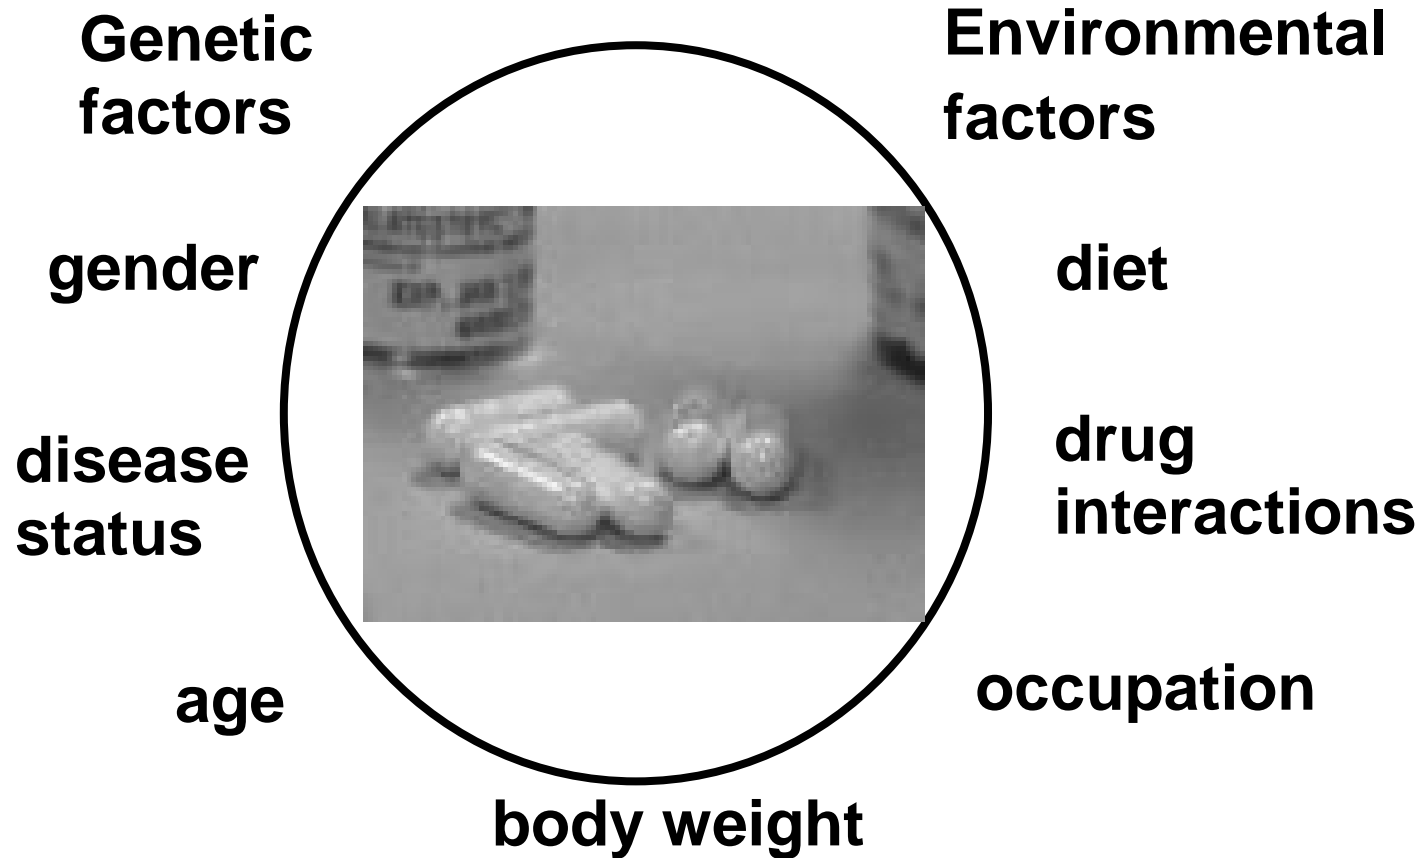 Genetic
factors
Environmental
factors
gender
diet
disease
status
drug
interactions
age
occupation
body weight